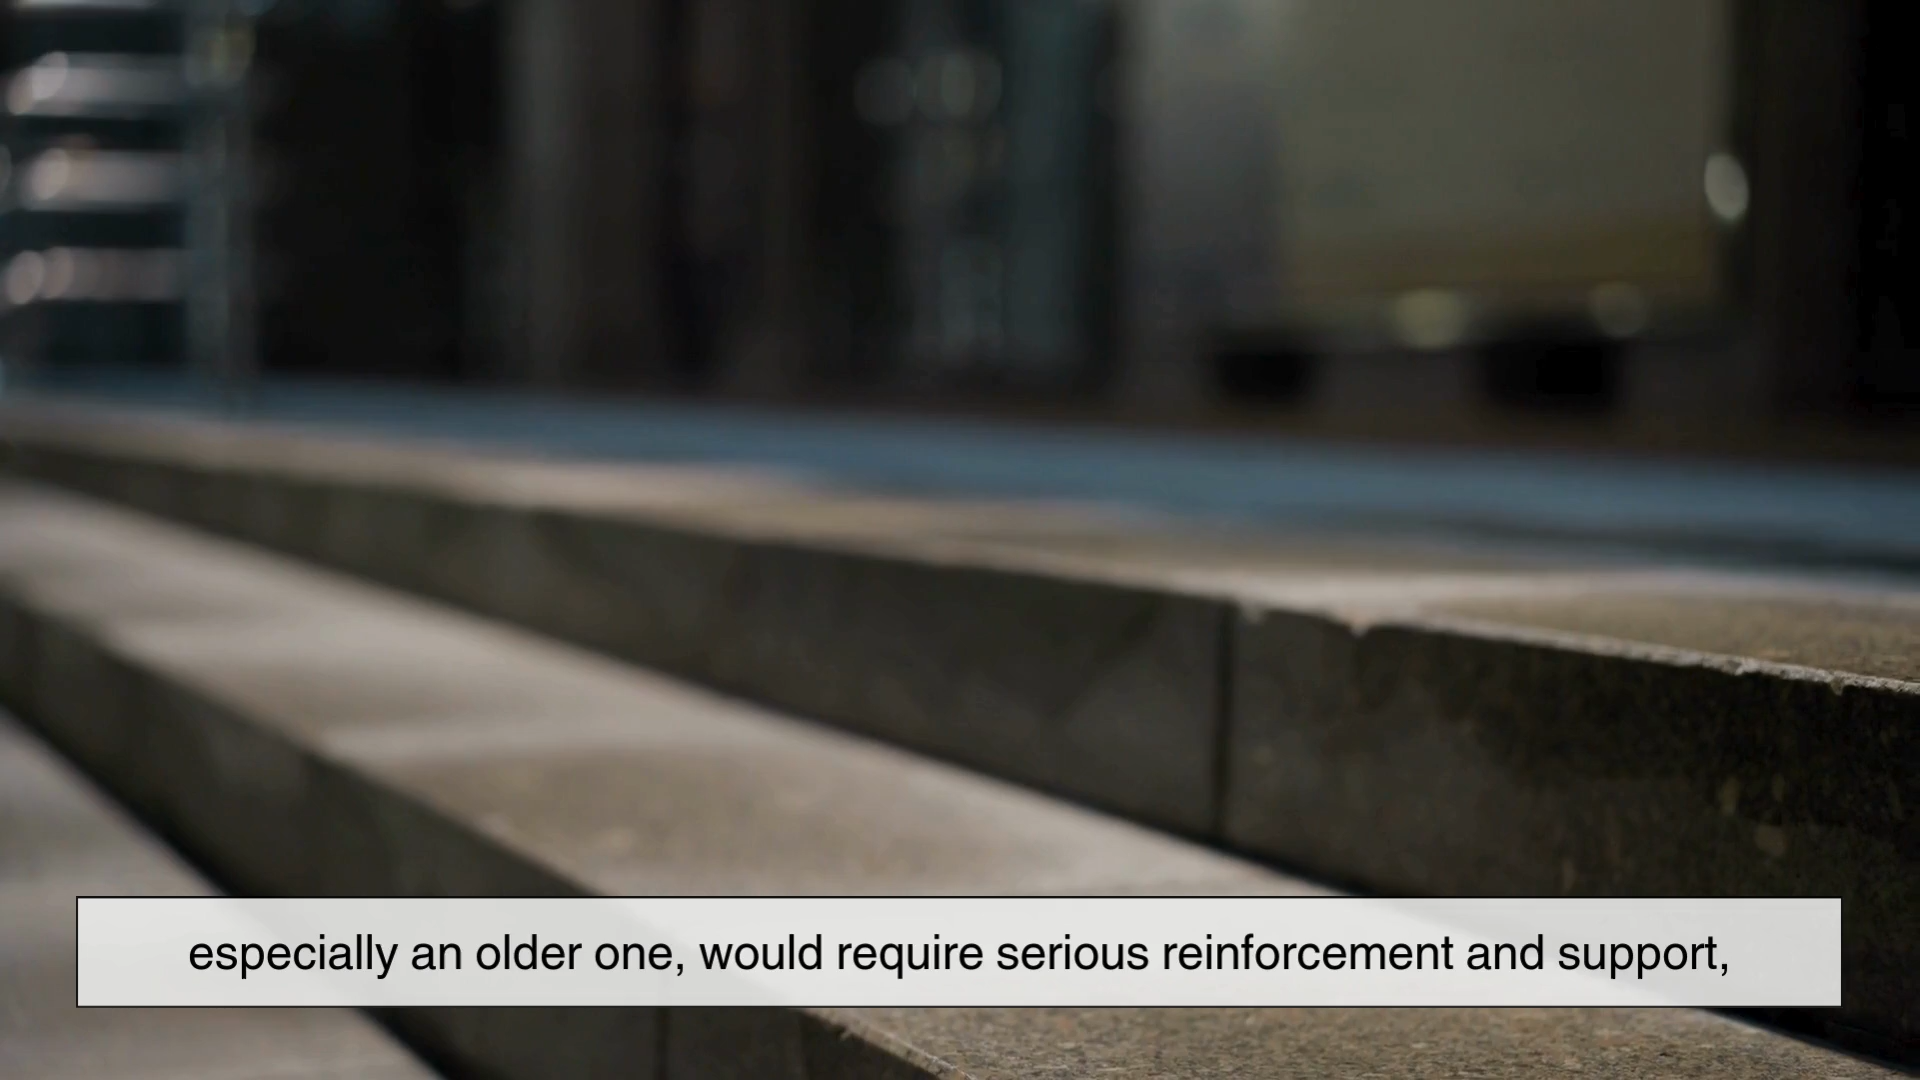 especially an older one, would require serious reinforcement and support,